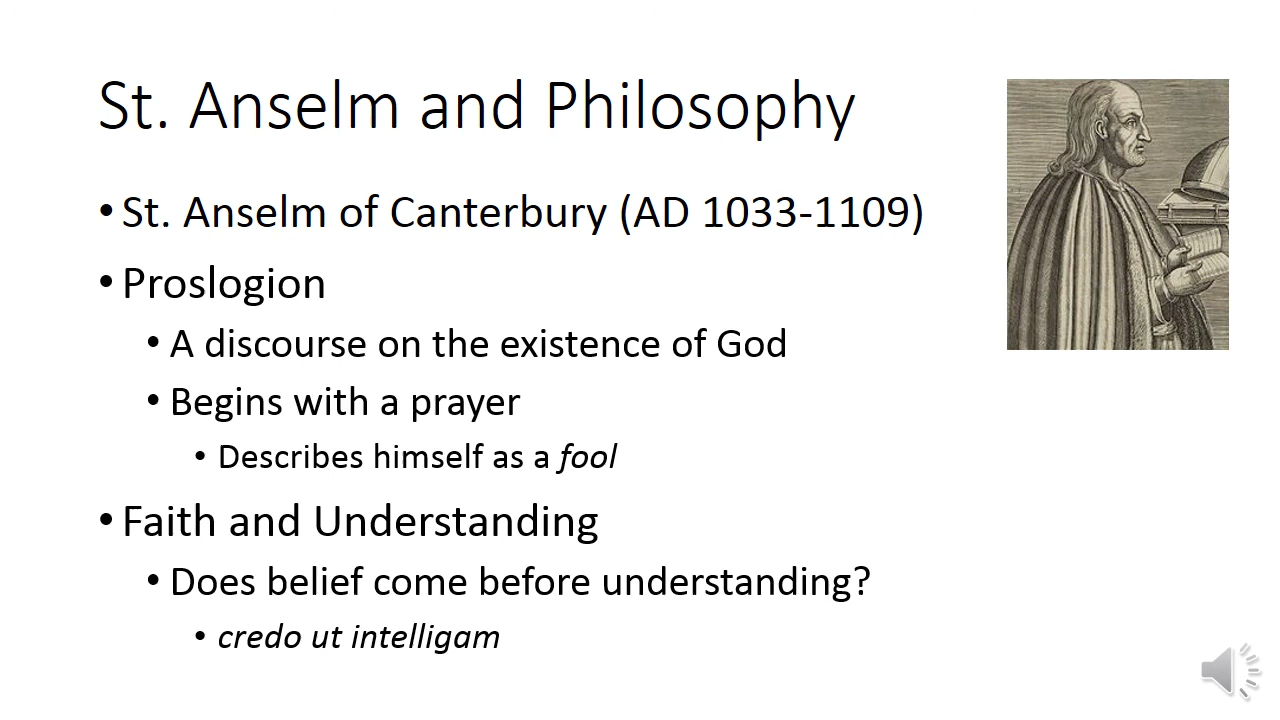 St. Anselm and Philosophy
• St. Anselm of Canterbury (AD 1033-1109)
• Proslogion
• A discourse on the existence of God
• Begins with a prayer
• Describes himself as a fool
• Faith and Understanding
• Does belief come before understanding?
• credo ut intelligam